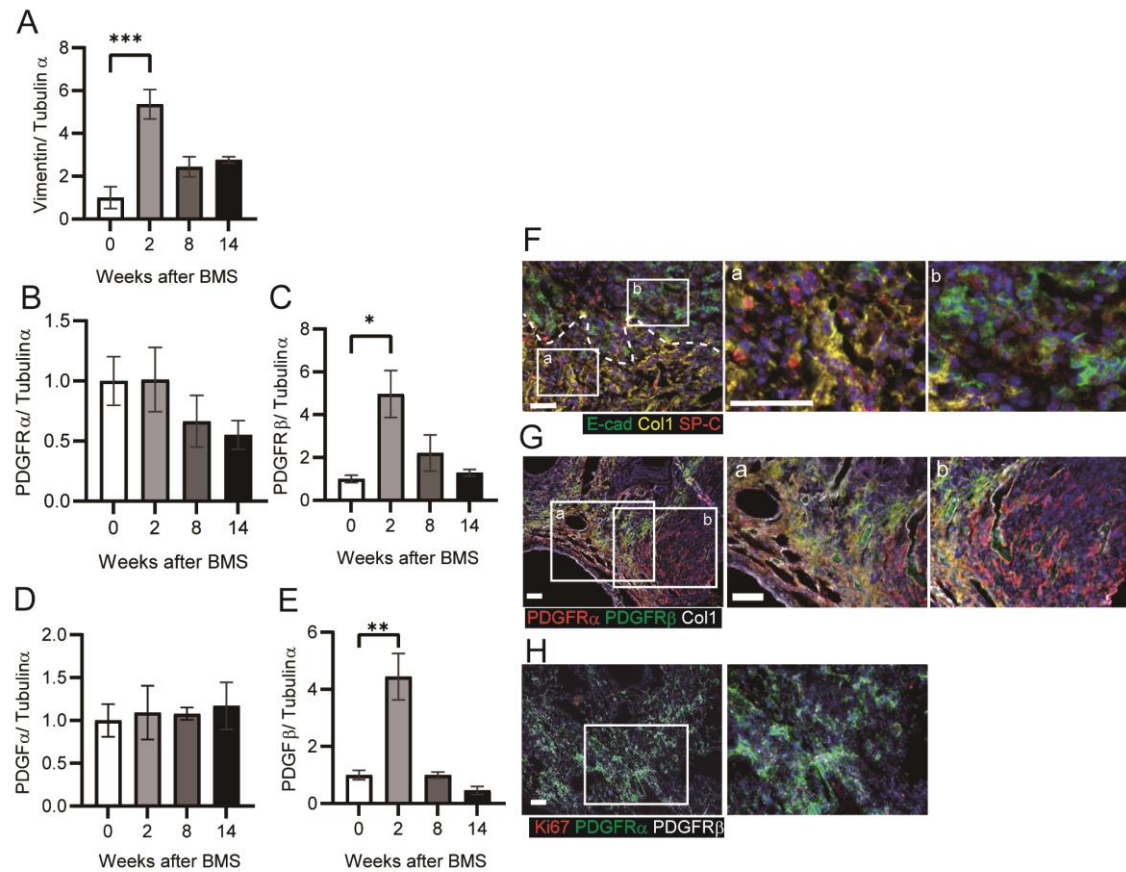 A
***
8
6
4
2
0
Vimentin/ Tubulin α
0 2 8 14
Weeks after BMS
B
1.5
1.0
0.5
0.0
PDGFRα/ Tubulinα
0 2 8 14
Weeks after BMS
C
*
8
6
4
2
0
PDGFRβ/ Tubulinα
0 2 8 14
Weeks after BMS
D
2.0
1.5
1.0
0.5
0.0
PDGFα/ Tubulinα
0 2 8 14
Weeks after BMS
E
**
6
4
2
0
PDGFβ/ Tubulinα
0 2 8 14
Weeks after BMS
F
a
b
a
b
E-cad Col1 SP-C
G
a
b
a
b
PDGFRα PDGFRβ Col1
H
Ki67 PDGFRα PDGFRβ